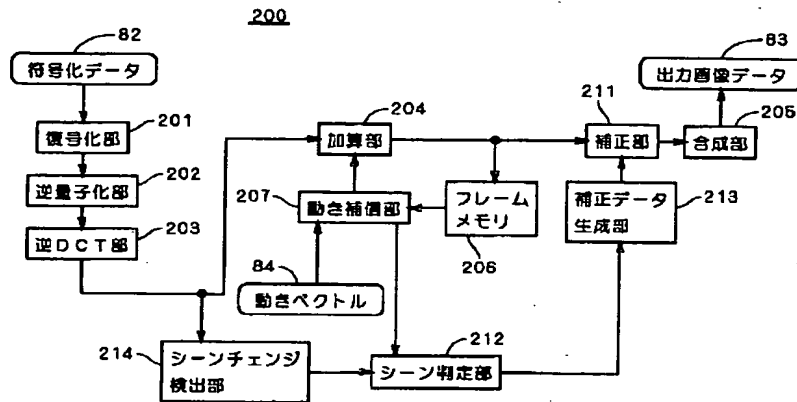 200
82
符号化データ
201
復号化部
202
逆量子化部
203
逆DCT部
204
加算部
207
動き補信部
フレーム
メモリ
206
84
動きベクトル
83
出力画像データ
211
補正部
205
合成部
補正データ
生成部
213
214
シーンチェンジ
検出部
212
シーン判定部